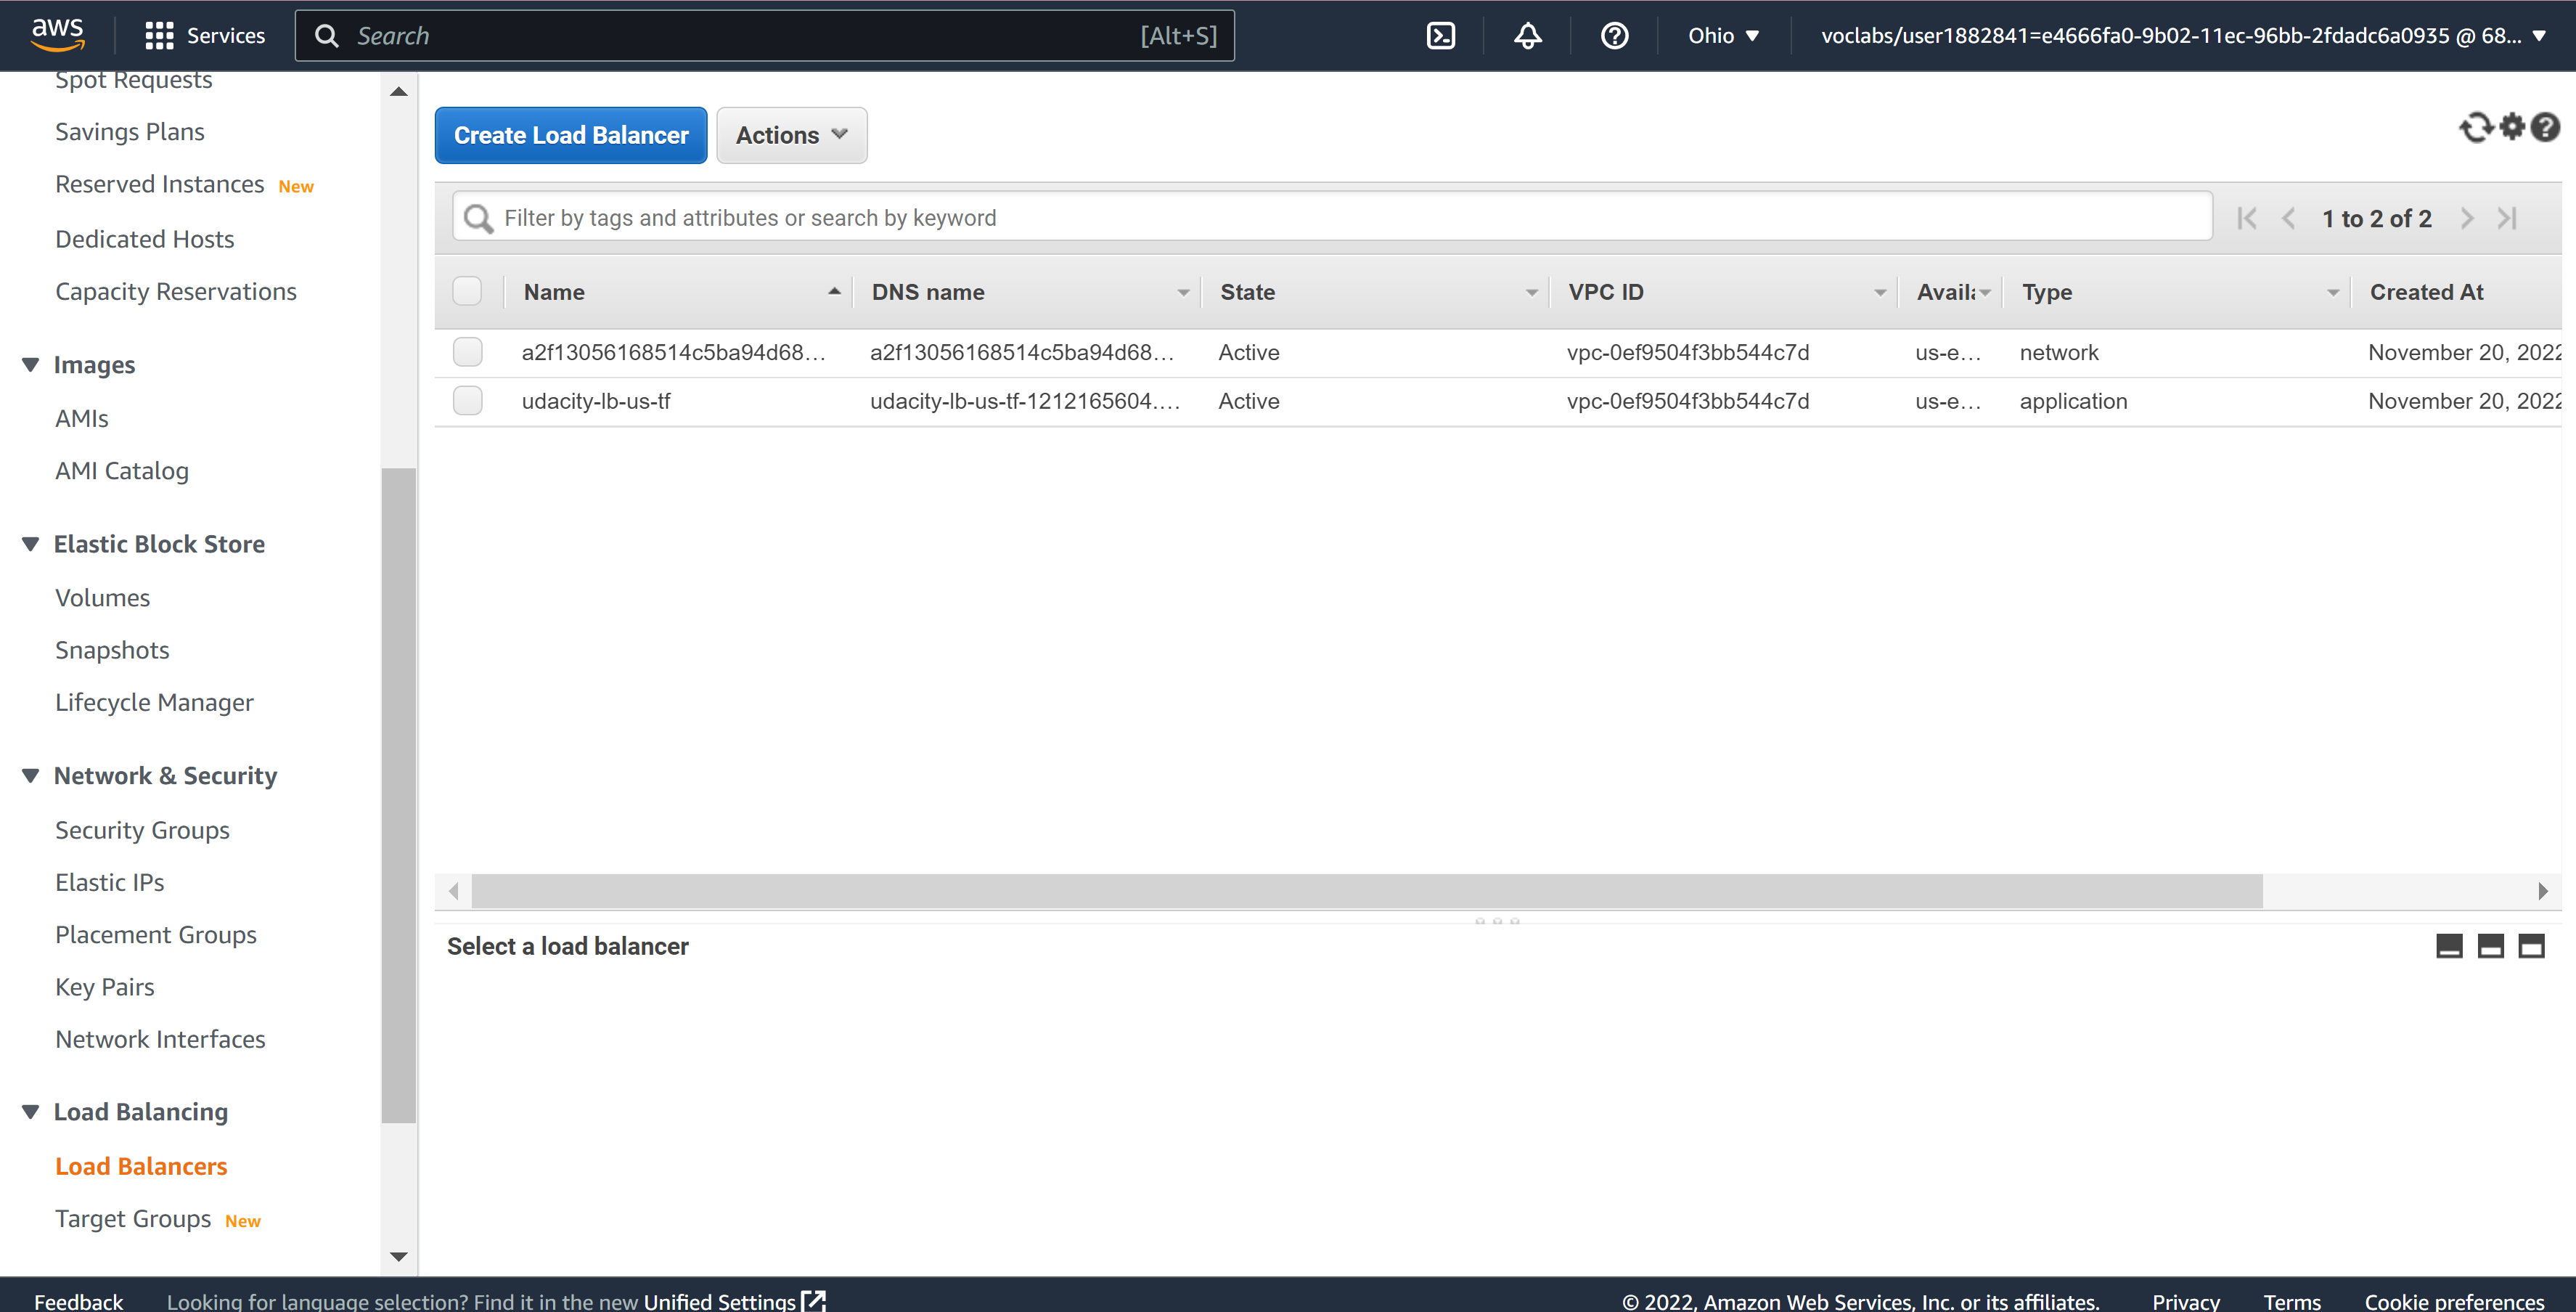 aws Services Search [Alt+S] Ohio voclabs/user1882841=e4666fa0-9b02-11ec-96bb-2fdadc6a0935 @ 68...
Spot Requests
Savings Plans
Reserved Instances New
Dedicated Hosts
Capacity Reservations
Images
AMIs
AMI Catalog
Elastic Block Store
Volumes
Snapshots
Lifecycle Manager
Network & Security
Security Groups
Elastic IPs
Placement Groups
Key Pairs
Network Interfaces
Load Balancing
Load Balancers
Target Groups New
Create Load Balancer Actions
Filter by tags and attributes or search by keyword 1 to 2 of 2
Name DNS name State VPC ID Availa Type Created At
a2f13056168514c5ba94d68... a2f13056168514c5ba94d68... Active vpc-0ef9504f3bb544c7d us-e... network November 20, 2022
udacity-lb-us-tf udacity-lb-us-tf-1212165604.... Active vpc-0ef9504f3bb544c7d us-e... application November 20, 2022
Select a load balancer
Feedback Looking for language selection? Find it in the new Unified Settings © 2022, Amazon Web Services, Inc. or its affiliates. Privacy Terms Cookie preferences